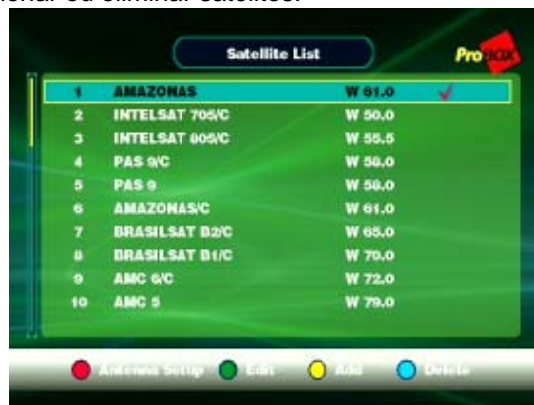 ou eliminar satélites.
Satellite List
ProBOX
1 AMAZONAS W 61.0
2 INTELSAT 705/C W 50.0
3 INTELSAT 805/C W 55.5
4 PAS 9/C W 58.0
5 PAS 9 W 58.0
6 AMAZONAS/C W 61.0
7 BRASILSAT B2/C W 65.0
8 BRASILSAT B1/C W 70.0
9 AMC 6/C W 72.0
10 AMC 5 W 79.0
Antenna Setup Edit Add Delete